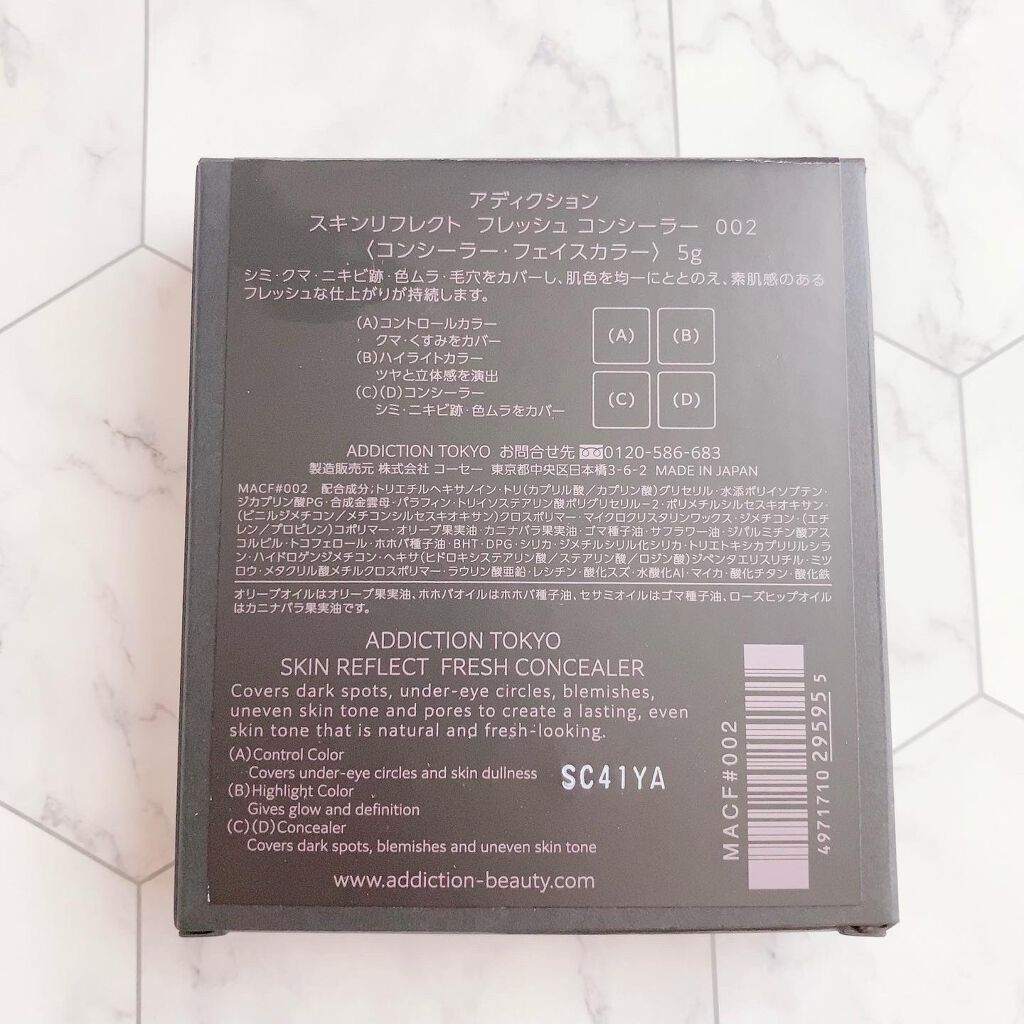 アディクション
スキンリフレクト フレッシュ コンシーラー 002
〈コンシーラー・フェイスカラー〉 5g
シミ・クマ・ニキビ跡・色ムラ・毛穴をカバーし、肌色を均一にととのえ、素肌感のある
フレッシュな仕上がりが持続します。
(A)コントロールカラー
クマ・くすみをカバー
(B)ハイライトカラー
ツヤと立体感を演出
(C)(D)コンシーラー
シミ・ニキビ跡・色ムラをカバー
(A) (B)
(C) (D)
ADDICTION TOKYO お問合せ先 0120-586-683
製造販売元 株式会社 コーセー 東京都中央区日本橋3-6-2 MADE IN JAPAN
MACF#002 配合成分;トリエチルヘキサノイン・トリ(カプリル酸/カプリン酸)グリセリル・水添ポリイソブテン・
ジカプリン酸PG・合成金雲母・パラフィン・トリイソステアリン酸ポリグリセリル-2・ポリメチルシルセスキオキサン・
(ビニルジメチコン/メチコンシルセスキオキサン)クロスポリマー・マイクロクリスタリンワックス・ジメチコン・(エチ
レン/プロピレン)コポリマー・オリーブ果実油・カニナバラ果実油・ゴマ種子油・サフラワー油・ジパルミチン酸アス
コルビル・トコフェロール・ホホバ種子油・BHT・DPG・シリカ・ジメチルシリル化シリカ・トリエトキシカプリリルシラ
ン・ハイドロゲンジメチコン・ヘキサ(ヒドロキシステアリン酸/ステアリン酸/ロジン酸)ジペンタエリスリチル・ミツ
ロウ・メタクリル酸メチルクロスポリマー・ラウリン酸亜鉛・レシチン・酸化スズ・水酸化Al・マイカ・酸化チタン・酸化鉄
オリーブオイルはオリーブ果実油、ホホバオイルはホホバ種子油、セサミオイルはゴマ種子油、ローズヒップオイル
はカニナバラ果実油です。
ADDICTION TOKYO
SKIN REFLECT FRESH CONCEALER
Covers dark spots, under-eye circles, blemishes,
uneven skin tone and pores to create a lasting, even
skin tone that is natural and fresh-looking.
(A)Control Color
Covers under-eye circles and skin dullness
(B)Highlight Color
Gives glow and definition
(C)(D)Concealer
Covers dark spots, blemishes and uneven skin tone
SC41YA
www.addiction-beauty.com
MACF#002
4971710 295955